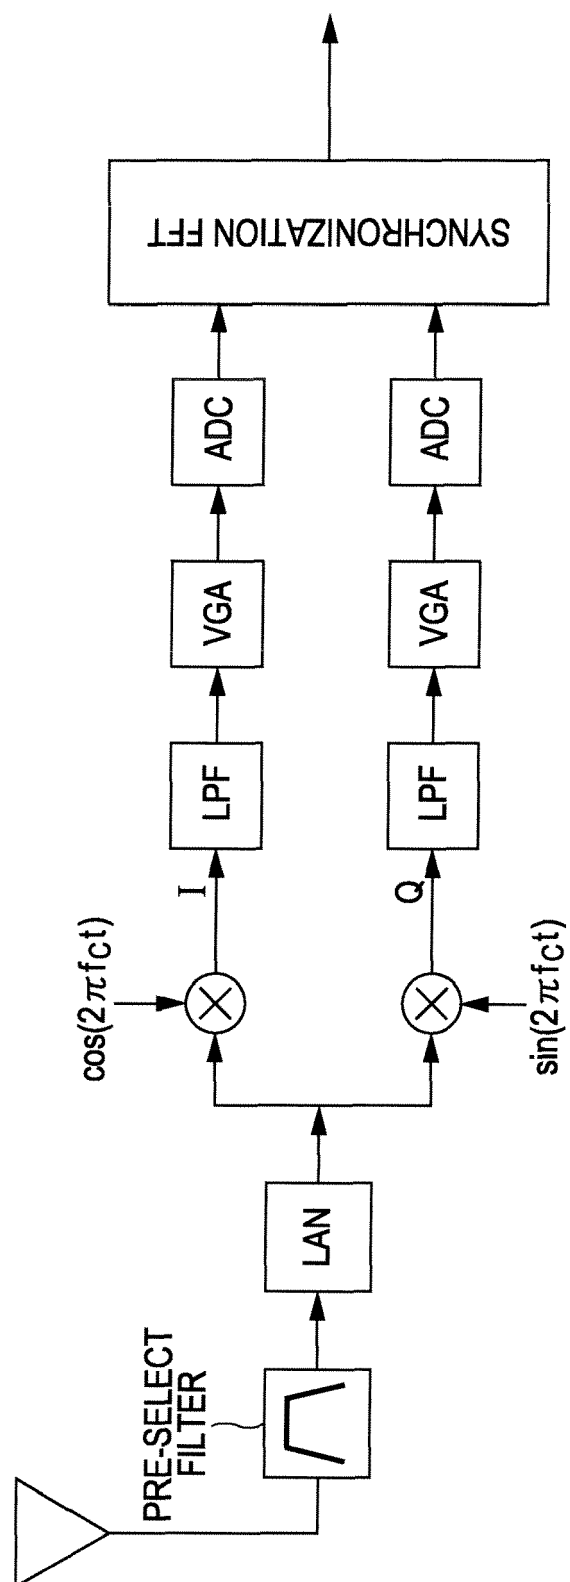 PRE-SELECT
FILTER
LAN
cos(2πfCt)
I
LPF
VGA
ADC
sin(2πfCt)
Q
LPF
VGA
ADC
SYNCHRONIZATION FFT